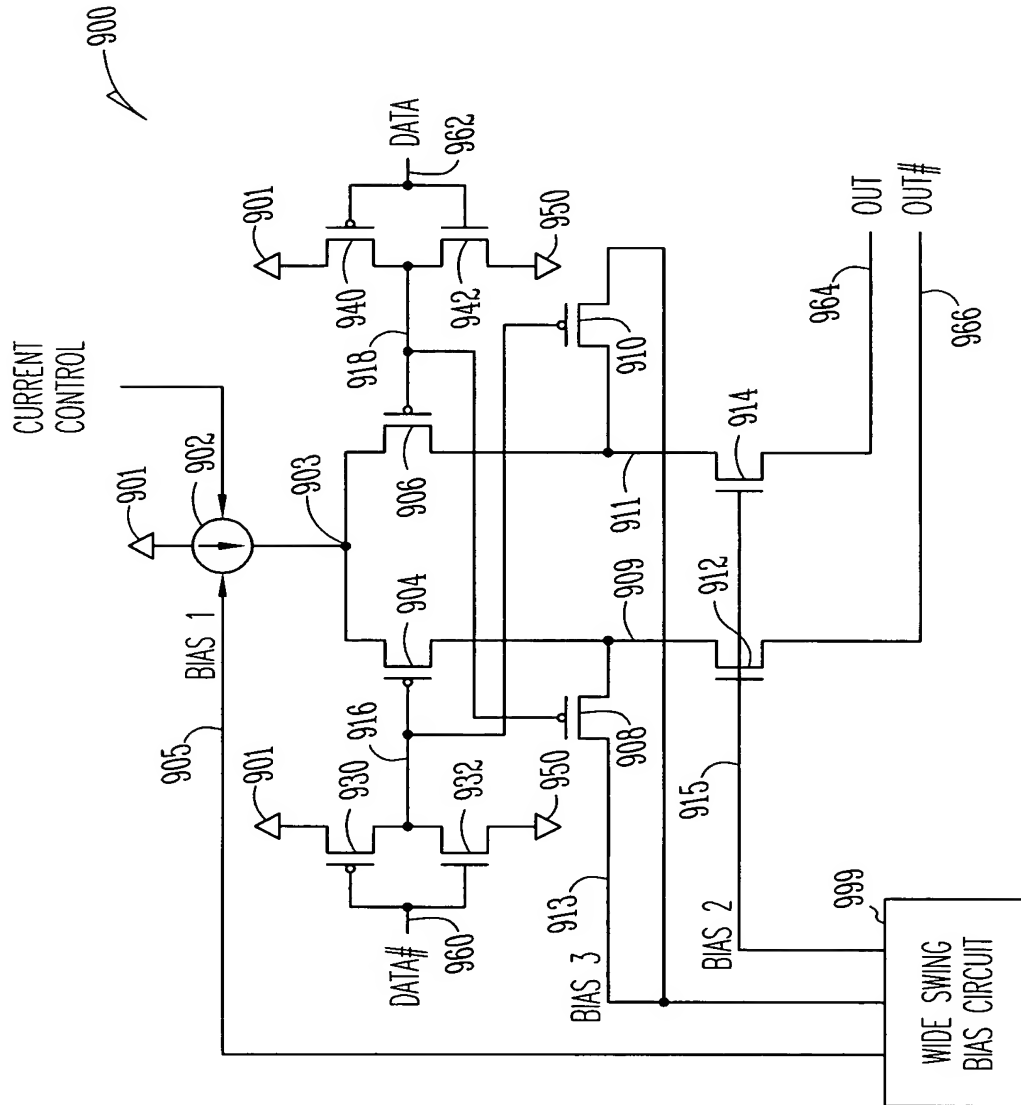 900
CURRENT
CONTROL
901
902
BIAS 1
905
903
901
930
916
932
950
DATA#
960
904
906
901
940
918
942
950
DATA
962
908
910
913
BIAS 3
909
911
912
914
915
BIAS 2
964
OUT
OUT#
966
999
WIDE SWING
BIAS CIRCUIT